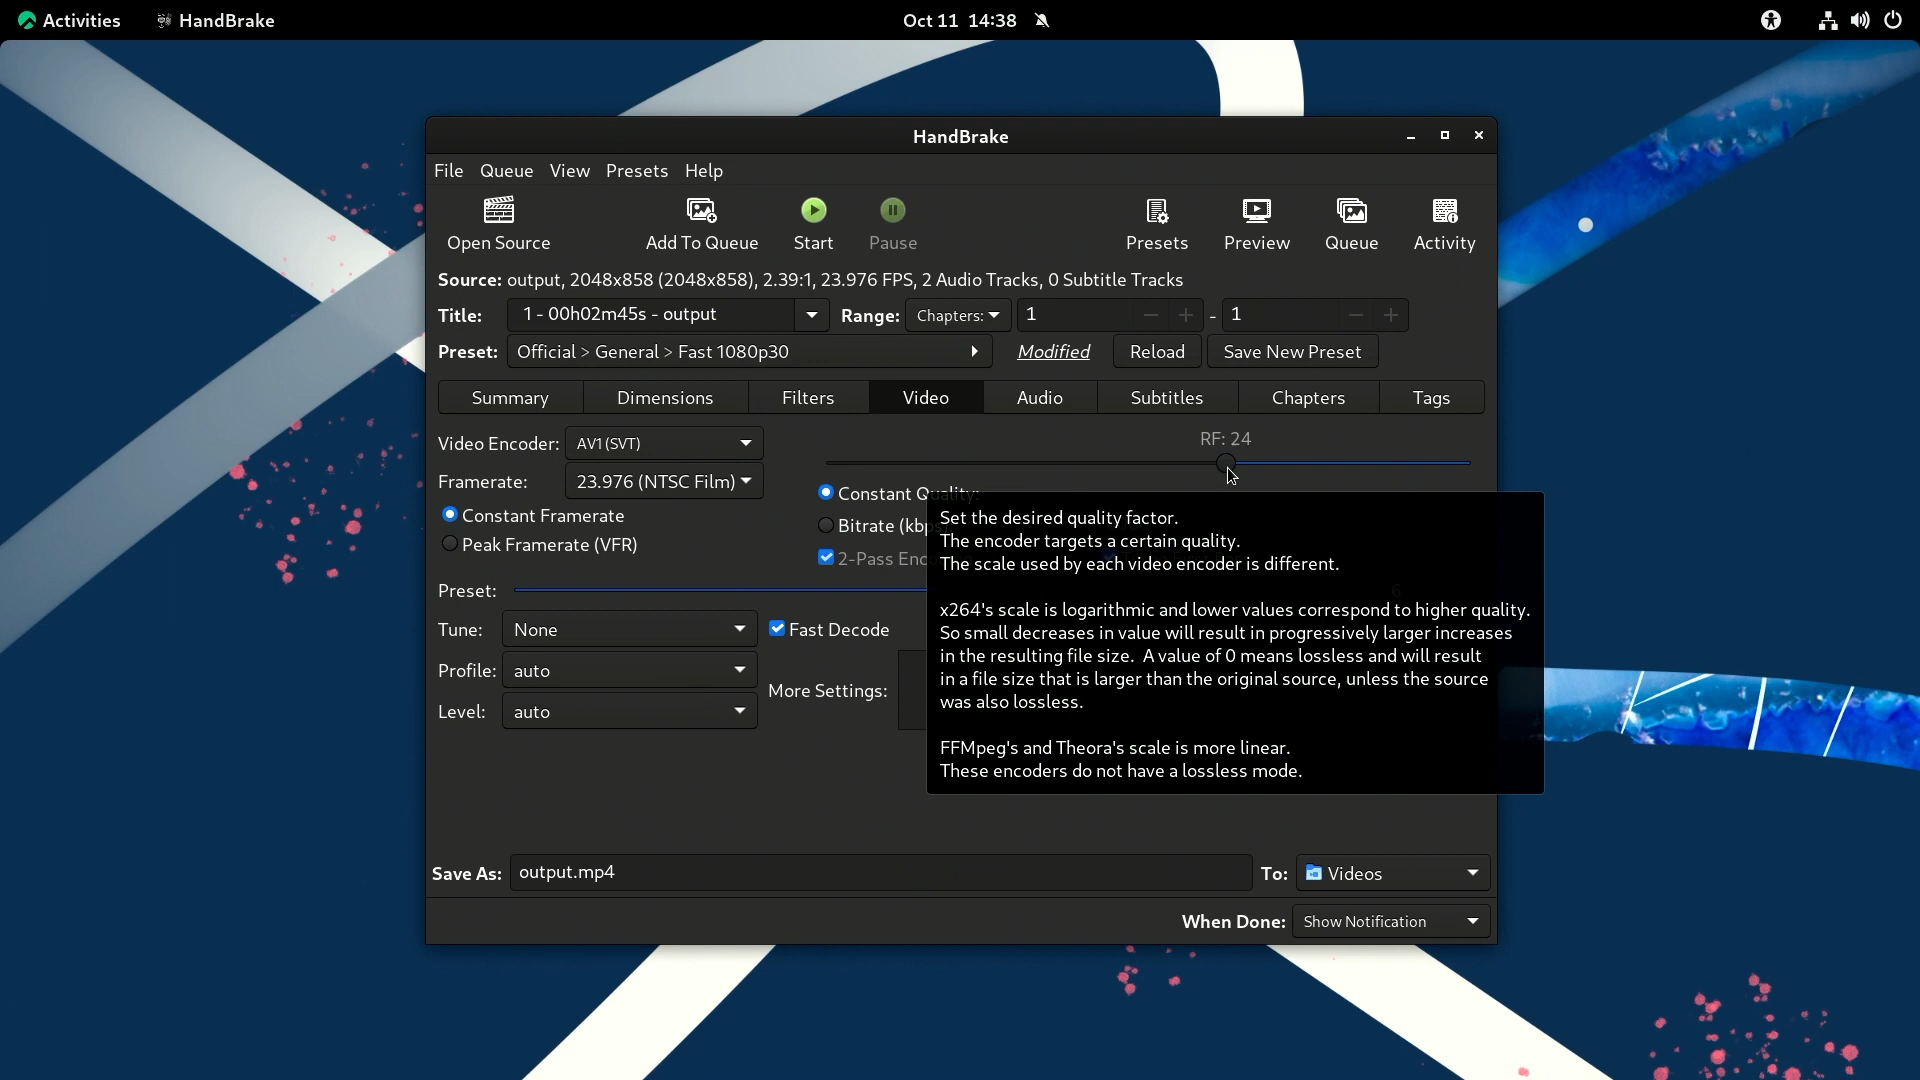 Activities
HandBrake
Oct 11 14:38
HandBrake
File Queue View Presets Help
Open Source
Add To Queue
Start
Pause
Presets
Preview
Queue
Activity
Source: output, 2048x858 (2048x858), 2.39:1, 23.976 FPS, 2 Audio Tracks, 0 Subtitle Tracks
Title: 1 - 00h02m45s - output Range: Chapters: 1 - 1
Preset: Official > General > Fast 1080p30 Modified Reload Save New Preset
Summary Dimensions Filters Video Audio Subtitles Chapters Tags
Video Encoder: AV1 (SVT)
RF: 24
Framerate: 23.976 (NTSC Film)
Constant Framerate
Peak Framerate (VFR)
Constant Quality:
Bitrate (kbps
2-Pass Enc
Preset: 6
Tune: None Fast Decode
Profile: auto
More Settings:
Level: auto
Set the desired quality factor.
The encoder targets a certain quality.
The scale used by each video encoder is different.
x264's scale is logarithmic and lower values correspond to higher quality.
So small decreases in value will result in progressively larger increases
in the resulting file size. A value of 0 means lossless and will result
in a file size that is larger than the original source, unless the source
was also lossless.
FFMpeg's and Theora's scale is more linear.
These encoders do not have a lossless mode.
Save As: output.mp4 To: Videos
When Done: Show Notification